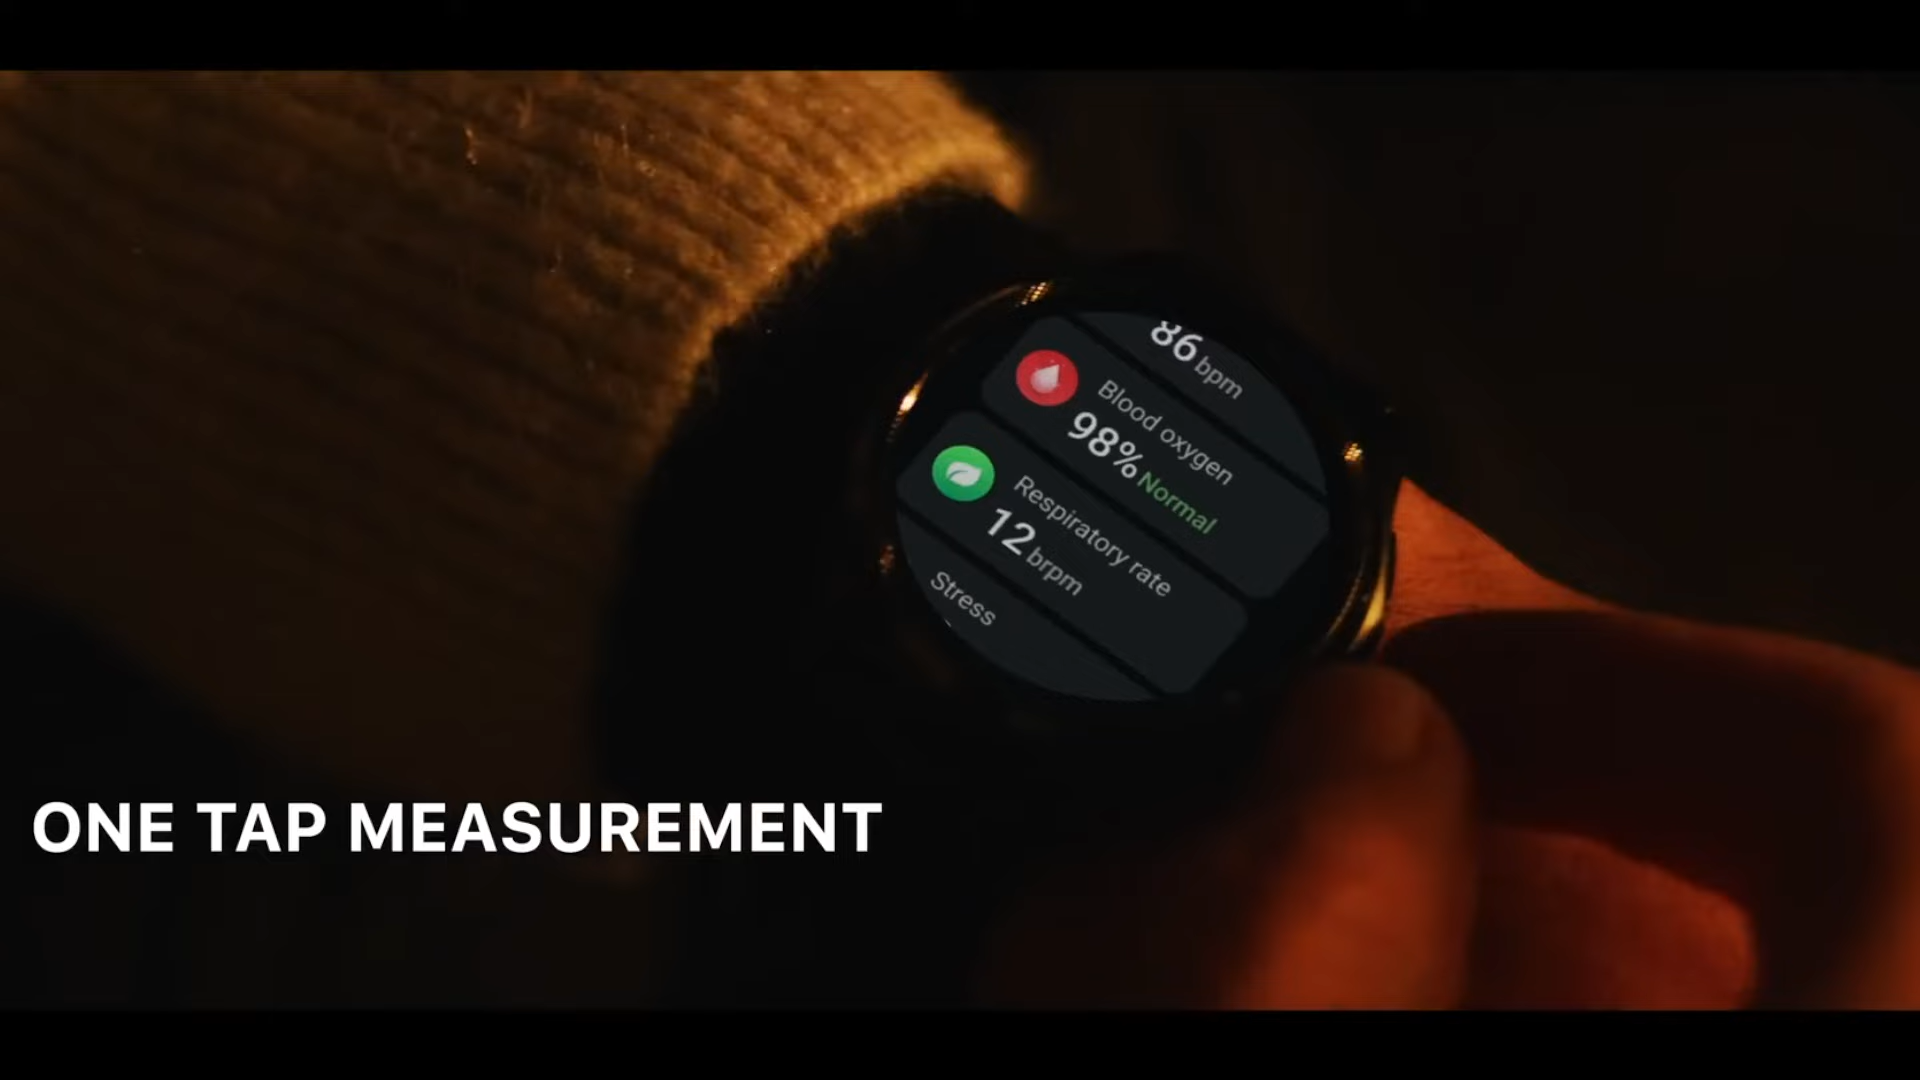 86 bpm
Blood oxygen
98% Normal
Respiratory rate
12 brpm
Stress
ONE TAP MEASUREMENT